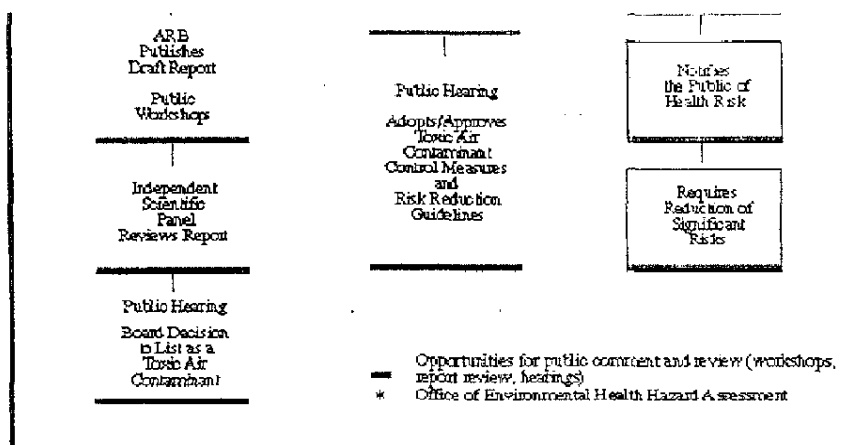 ARB
Publishes
Draft Report
Public
Workshops
Independent
Scientific
Panel
Reviews Report
Public Hearing
Board Decision
to List as a
Toxic Air
Contaminant
Public Hearing
Adopts/Approves
Toxic Air
Contaminant
Control Measures
and
Risk Reduction
Guidelines
Notifies
the Public of
Health Risk
Requires
Reduction of
Significant
Risks
Opportunities for public comment and review (workshops,
report review, hearings)
* Office of Environmental Health Hazard Assessment